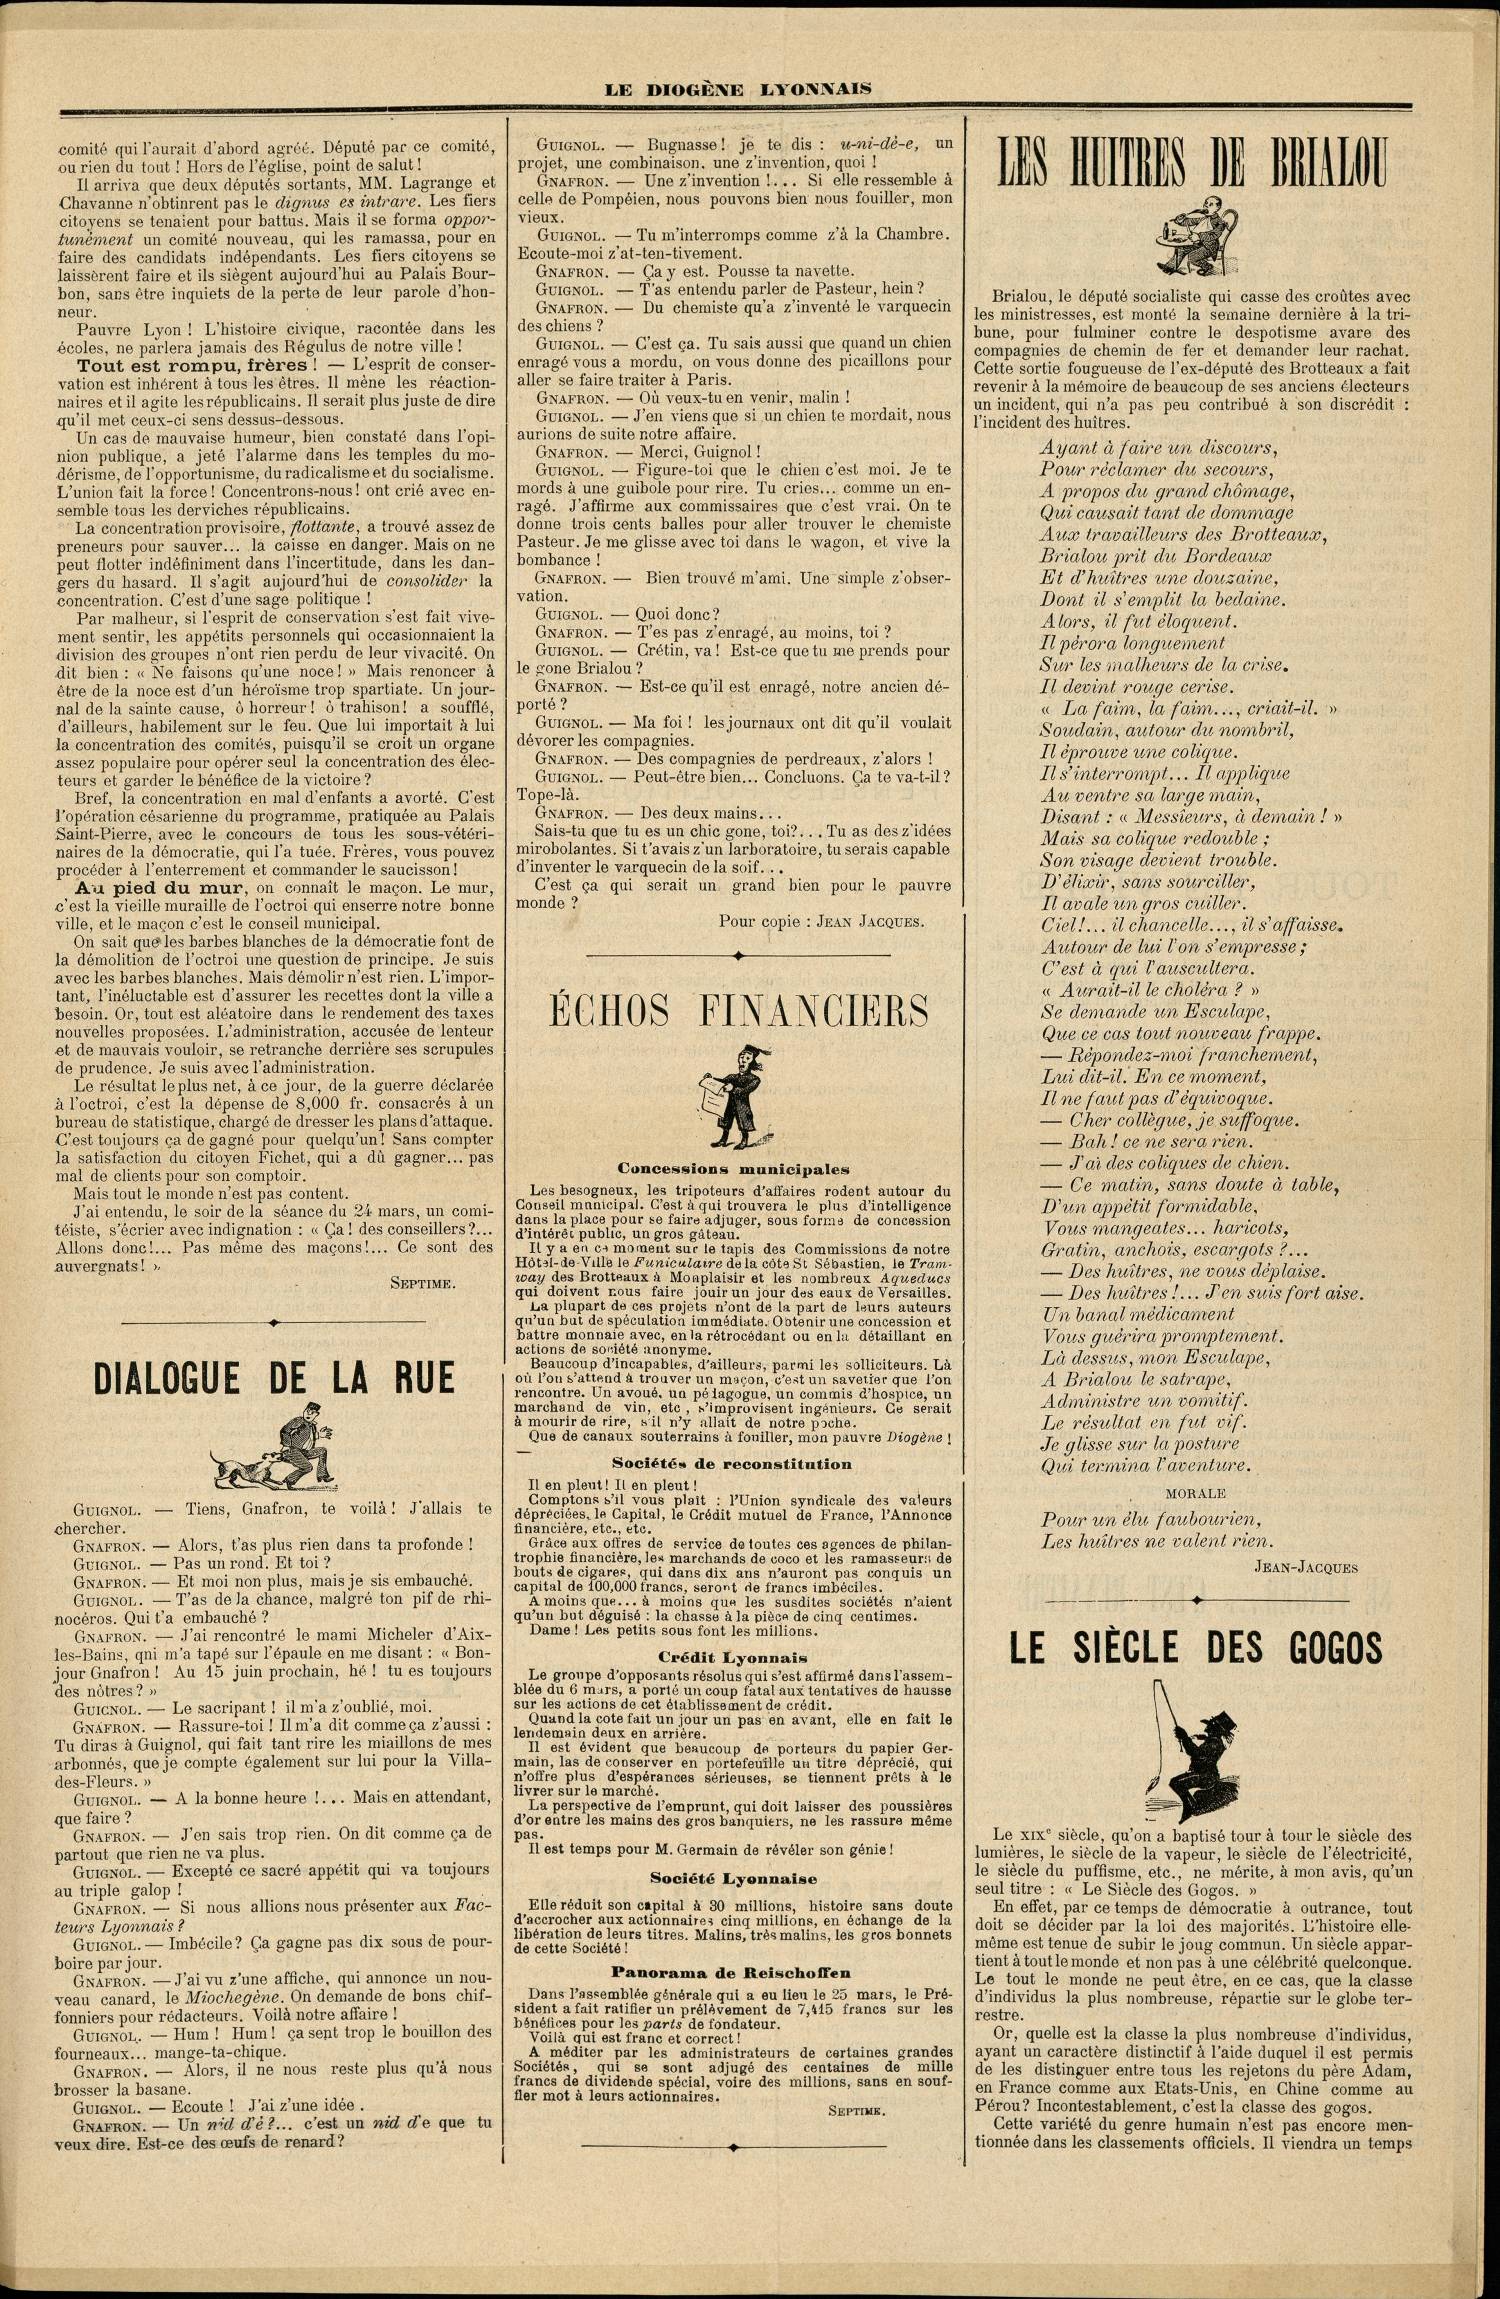 LE DIOGÈNE LYONNAIS
comité qui l'aurait d'abord agréé. Député par ce comité,
ou rien du tout ! Hors de l'église, point de salut !
Il arriva que deux députés sortants, MM. Lagrange et
Chavanne n'obtinrent pas le dignus es intrare. Les fiers
citoyens se tenaient pour battus. Mais il se forma oppor-
tunément un comité nouveau, qui les ramassa, pour en
faire des candidats indépendants. Les fiers citoyens se
laissèrent faire et ils siègent aujourd'hui au Palais Bour-
bon, sans être inquiets de la perte de leur parole d'hon-
neur.
Pauvre Lyon ! L'histoire civique, racontée dans les
écoles, ne parlera jamais des Régulus de notre ville !
Tout est rompu, frères ! — L'esprit de conser-
vation est inhérent à tous les êtres. Il mène les réaction-
naires et il agite les républicains. Il serait plus juste de dire
qu'il met ceux-ci sens dessus-dessous.
Un cas de mauvaise humeur, bien constaté dans l'opi-
nion publique, a jeté l'alarme dans les temples du mo-
dérisme, de l'opportunisme, du radicalisme et du socialisme.
L'union fait la force ! Concentrons-nous ! ont crié avec en-
semble tous les derviches républicains.
La concentration provisoire, flottante, a trouvé assez de
preneurs pour sauver... la caisse en danger. Mais on ne
peut flotter indéfiniment dans l'incertitude, dans les dan-
gers du hasard. Il s'agit aujourd'hui de consolider la
concentration. C'est d'une sage politique !
Par malheur, si l'esprit de conservation s'est fait vive-
ment sentir, les appétits personnels qui occasionnaient la
division des groupes n'ont rien perdu de leur vivacité. On
dit bien : « Ne faisons qu'une noce ! » Mais renoncer à
être de la noce est d'un héroïsme trop spartiate. Un jour-
nal de la sainte cause, ô horreur ! ô trahison ! a soufflé,
d'ailleurs, habilement sur le feu. Que lui importait à lui
la concentration des comités, puisqu'il se croit un organe
assez populaire pour opérer seul la concentration des élec-
teurs et garder le bénéfice de la victoire ?
Bref, la concentration en mal d'enfants a avorté. C'est
l'opération césarienne du programme, pratiquée au Palais
Saint-Pierre, avec le concours de tous les sous-vétéri-
naires de la démocratie, qui l'a tuée. Frères, vous pouvez
procéder à l'enterrement et commander le saucisson !
Au pied du mur, on connaît le maçon. Le mur,
c'est la vieille muraille de l'octroi qui enserre notre bonne
ville, et le maçon c'est le conseil municipal.
On sait que les barbes blanches de la démocratie font de
la démolition de l'octroi une question de principe. Je suis
avec les barbes blanches. Mais démolir n'est rien. L'impor-
tant, l'inéluctable est d'assurer les recettes dont la ville a
besoin. Or, tout est aléatoire dans le rendement des taxes
nouvelles proposées. L'administration, accusée de lenteur
et de mauvais vouloir, se retranche derrière ses scrupules
de prudence. Je suis avec l'administration.
Le résultat le plus net, à ce jour, de la guerre déclarée
à l'octroi, c'est la dépense de 8,000 fr. consacrés à un
bureau de statistique, chargé de dresser les plans d'attaque.
C'est toujours ça de gagné pour quelqu'un ! Sans compter
la satisfaction du citoyen Fichet, qui a dû gagner... pas
mal de clients pour son comptoir.
Mais tout le monde n'est pas content.
J'ai entendu, le soir de la séance du 24 mars, un comi-
téiste, s'écrier avec indignation : « Ça ! des conseillers ?...
Allons donc !... Pas même des maçons !... Ce sont des
auvergnats ! »
SEPTIME.
DIALOGUE DE LA RUE
GUIGNOL. — Tiens, Gnafron, te voilà ! J'allais te
chercher.
GNAFRON. — Alors, t'as plus rien dans ta profonde !
GUIGNOL. — Pas un rond. Et toi ?
GNAFRON. — Et moi non plus, mais je sis embauché.
GUIGNOL. — T'as de la chance, malgré ton pif de rhi-
nocéros. Qui t'a embauché ?
GNAFRON. — J'ai rencontré le mami Micheler d'Aix-
les-Bains, qni m'a tapé sur l'épaule en me disant : « Bon-
jour Gnafron ! Au 15 juin prochain, hé ! tu es toujours
des nôtres ? »
GUICNOL. — Le sacripant ! il m'a z'oublié, moi.
GNAFRON. — Rassure-toi ! Il m'a dit comme ça z'aussi :
Tu diras à Guignol, qui fait tant rire les miaillons de mes
arbonnés, que je compte également sur lui pour la Villa-
des-Fleurs. »
GUIGNOL. — A la bonne heure !... Mais en attendant,
que faire ?
GNAFRON. — J'en sais trop rien. On dit comme ça de
partout que rien ne va plus.
GUIGNOL. — Excepté ce sacré appétit qui va toujours
au triple galop !
GNAFRON. — Si nous allions nous présenter aux Fac-
teurs Lyonnais ?
GUIGNOL. — Imbécile ? Ça gagne pas dix sous de pour-
boire par jour.
GNAFRON. — J'ai vu z'une affiche, qui annonce un nou-
veau canard, le Miochegène. On demande de bons chif-
fonniers pour rédacteurs. Voilà notre affaire !
GUIGNOL. — Hum ! Hum ! ça sent trop le bouillon des
fourneaux... mange-ta-chique.
GNAFRON. — Alors, il ne nous reste plus qu'à nous
brosser la basane.
GUIGNOL. — Ecoute ! J'ai z'une idée .
GNAFRON. — Un nid d'é ?... c'est un nid d'e que tu
veux dire. Est-ce des œufs de renard ?
GUIGNOL. — Bugnasse ! je te dis : u-ni-dé-e, un
projet, une combinaison. une z'invention, quoi !
GNAFRON. — Une z'invention !... Si elle ressemble à
celle de Pompéien, nous pouvons bien nous fouiller, mon
vieux.
GUIGNOL. — Tu m'interromps comme z'à la Chambre.
Ecoute-moi z'at-ten-tivement.
GNAFRON. — Ça y est. Pousse ta navette.
GUIGNOL. — T'as entendu parler de Pasteur, hein ?
GNAFRON. — Du chemiste qu'a z'inventé le varquecin
des chiens ?
GUIGNOL. — C'est ça. Tu sais aussi que quand un chien
enragé vous a mordu, on vous donne des picaillons pour
aller se faire traiter à Paris.
GNAFRON. — Où veux-tu en venir, malin !
GUIGNOL. — J'en viens que si un chien te mordait, nous
aurions de suite notre affaire.
GNAFRON. — Merci, Guignol !
GUIGNOL. — Figure-toi que le chien c'est moi. Je te
mords à une guibole pour rire. Tu cries... comme un en-
ragé. J'affirme aux commissaires que c'est vrai. On te
donne trois cents balles pour aller trouver le chemiste
Pasteur. Je me glisse avec toi dans le wagon, et vive la
bombance !
GNAFRON. — Bien trouvé m'ami. Une simple z'obser-
vation.
GUIGNOL. — Quoi donc ?
GNAFRON. — T'es pas z'enragé, au moins, toi ?
GUIGNOL. — Crétin, va ! Est-ce que tu me prends pour
le gone Brialou ?
GNAFRON. — Est-ce qu'il est enragé, notre ancien dé-
porté ?
GUIGNOL. — Ma foi ! les journaux ont dit qu'il voulait
dévorer les compagnies.
GNAFRON. — Des compagnies de perdreaux, z'alors !
GUIGNOL. — Peut-être bien... Concluons. Ça te va-t-il ?
Tope-là.
GNAFRON. — Des deux mains...
Sais-tu que tu es un chic gone, toi ?... Tu as des z'idées
mirobolantes. Si t'avais z'un larboratoire, tu serais capable
d'inventer le varquecin de la soif...
C'est ça qui serait un grand bien pour le pauvre
monde ?
Pour copie : JEAN JACQUES.
ÉCHOS FINANCIERS
Concessions municipales
Les besogneux, les tripoteurs d'affaires rodent autour du
Conseil municipal. C'est à qui trouvera le plus d'intelligence
dans la place pour se faire adjuger, sous forme de concession
d'intérêt public, un gros gâteau.
Il y a en ce moment sur le tapis des Commissions de notre
Hôtel-de-Ville le Funiculaire de la côte St Sébastien, le Tram-
way des Brotteaux à Monplaisir et les nombreux Aqueducs
qui doivent nous faire jouir un jour des eaux de Versailles.
La plupart de ces projets n'ont de la part de leurs auteurs
qu'un but de spéculation immédiate. Obtenir une concession et
battre monnaie avec, en la rétrocédant ou en la détaillant en
actions de société anonyme.
Beaucoup d'incapables, d'ailleurs, parmi les solliciteurs. Là
où l'on s'attend à trouver un maçon, c'est un savetier que l'on
rencontre. Un avoué, un pédagogue, un commis d'hospice, un
marchand de vin, etc , s'improvisent ingénieurs. Ce serait
à mourir de rire, s'il n'y allait de notre poche.
Que de canaux souterrains à fouiller, mon pauvre Diogène !
Sociétés de reconstitution
Il en pleut ! Il en pleut !
Comptons s'il vous plaît : l'Union syndicale des valeurs
dépréciées, le Capital, le Crédit mutuel de France, l'Annonce
financière, etc., etc.
Grâce aux offres de service de toutes ces agences de philan-
trophie financière, les marchands de coco et les ramasseurs de
bouts de cigares, qui dans dix ans n'auront pas conquis un
capital de 100,000 francs, seront de francs imbéciles.
A moins que... à moins que les susdites sociétés n'aient
qu'un but déguisé : la chasse à la pièce de cinq centimes.
Dame ! Les petits sous font les millions.
Crédit Lyonnais
Le groupe d'opposants résolus qui s'est affirmé dans l'assem-
blée du 6 mars, a porté un coup fatal aux tentatives de hausse
sur les actions de cet établissement de crédit.
Quand la cote fait un jour un pas en avant, elle en fait le
lendemain deux en arrière.
Il est évident que beaucoup de porteurs du papier Ger-
main, las de conserver en portefeuille un titre déprécié, qui
n'offre plus d'espérances sérieuses, se tiennent prêts à le
livrer sur le marché.
La perspective de l'emprunt, qui doit laisser des poussières
d'or entre les mains des gros banquiers, ne les rassure même
pas.
Il est temps pour M. Germain de révéler son génie !
Société Lyonnaise
Elle réduit son capital à 30 millions, histoire sans doute
d'accrocher aux actionnaires cinq millions, en échange de la
libération de leurs titres. Malins, très malins, les gros bonnets
de cette Société !
Panorama de Reischoffen
Dans l'assemblée générale qui a eu lieu le 25 mars, le Pré-
sident a fait ratifier un prélèvement de 7,415 francs sur les
bénéfices pour les parts de fondateur.
Voilà qui est franc et correct !
A méditer par les administrateurs de certaines grandes
Sociétés, qui se sont adjugé des centaines de mille
francs de dividende spécial, voire des millions, sans en souf-
fler mot à leurs actionnaires.
SEPTIME.
LES HUITRES DE BRIALOU
Brialou, le député socialiste qui casse des croûtes avec
les ministresses, est monté la semaine dernière à la tri-
bune, pour fulminer contre le despotisme avare des
compagnies de chemin de fer et demander leur rachat.
Cette sortie fougueuse de l'ex-député des Brotteaux a fait
revenir à la mémoire de beaucoup de ses anciens électeurs
un incident, qui n'a pas peu contribué à son discrédit :
l'incident des huîtres.
Ayant à faire un discours,
Pour réclamer du secours,
A propos du grand chômage,
Qui causait tant de dommage
Aux travailleurs des Brotteaux,
Brialou prit du Bordeaux
Et d'huîtres une douzaine,
Dont il s'emplit la bedaine.
Alors, il fut éloquent.
Il pérora longuement
Sur les malheurs de la crise.
Il devint rouge cerise.
« La faim, la faim..., criait-il. »
Soudain, autour du nombril,
Il éprouve une colique.
Il s'interrompt... Il applique
Au ventre sa large main,
Disant : « Messieurs, à demain ! »
Mais sa colique redouble ;
Son visage devient trouble.
D'élixir, sans sourciller,
Il avale un gros cuiller.
Ciel !... il chancelle..., il s'affaisse.
Autour de lui l'on s'empresse ;
C'est à qui l'auscultera.
« Aurait-il le choléra ? »
Se demande un Esculape,
Que ce cas tout nouveau frappe.
— Répondez-moi franchement,
Lui dit-il. En ce moment,
Il ne faut pas d'équivoque.
— Cher collègue, je suffoque.
— Bah ! ce ne sera rien.
— J'ai des coliques de chien.
— Ce matin, sans doute à table,
D'un appétit formidable,
Vous mangeates... haricots,
Gratin, anchois, escargots ?...
— Des huîtres, ne vous déplaise.
— Des huîtres !... J'en suis fort aise.
Un banal médicament
Vous guérira promptement.
Là dessus, mon Esculape,
A Brialou le satrape,
Administre un vomitif.
Le résultat en fut vif.
Je glisse sur la posture
Qui termina l'aventure.
MORALE
Pour un élu faubourien,
Les huîtres ne valent rien.
JEAN-JACQUES
LE SIÈCLE DES GOGOS
Le XIXe siècle, qu'on a baptisé tour à tour le siècle des
lumières, le siècle de la vapeur, le siècle de l'électricité,
le siècle du puffisme, etc., ne mérite, à mon avis, qu'un
seul titre : « Le Siècle des Gogos. »
En effet, par ce temps de démocratie à outrance, tout
doit se décider par la loi des majorités. L'histoire elle-
même est tenue de subir le joug commun. Un siècle appar-
tient à tout le monde et non pas à une célébrité quelconque.
Le tout le monde ne peut être, en ce cas, que la classe
d'individus la plus nombreuse, répartie sur le globe ter-
restre.
Or, quelle est la classe la plus nombreuse d'individus,
ayant un caractère distinctif à l'aide duquel il est permis
de les distinguer entre tous les rejetons du père Adam,
en France comme aux Etats-Unis, en Chine comme au
Pérou ? Incontestablement, c'est la classe des gogos.
Cette variété du genre humain n'est pas encore men-
tionnée dans les classements officiels. Il viendra un temps